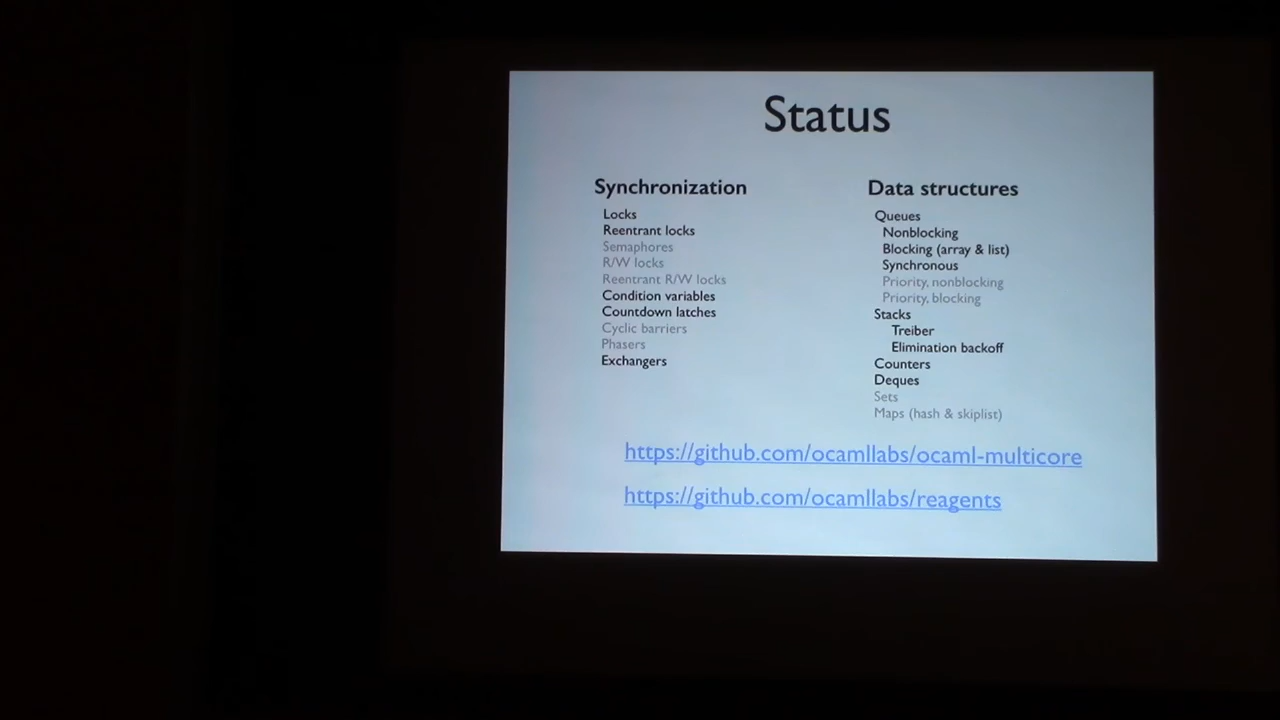 Status
Synchronization
Locks
Reentrant locks
Semaphores
R/W locks
Reentrant R/W locks
Condition variables
Countdown latches
Cyclic barriers
Phasers
Exchangers
Data structures
Queues
Nonblocking
Blocking (array & list)
Synchronous
Priority, nonblocking
Priority, blocking
Stacks
Treiber
Elimination backoff
Counters
Deques
Sets
Maps (hash & skiplist)
https://github.com/ocamllabs/ocaml-multicore
https://github.com/ocamllabs/reagents